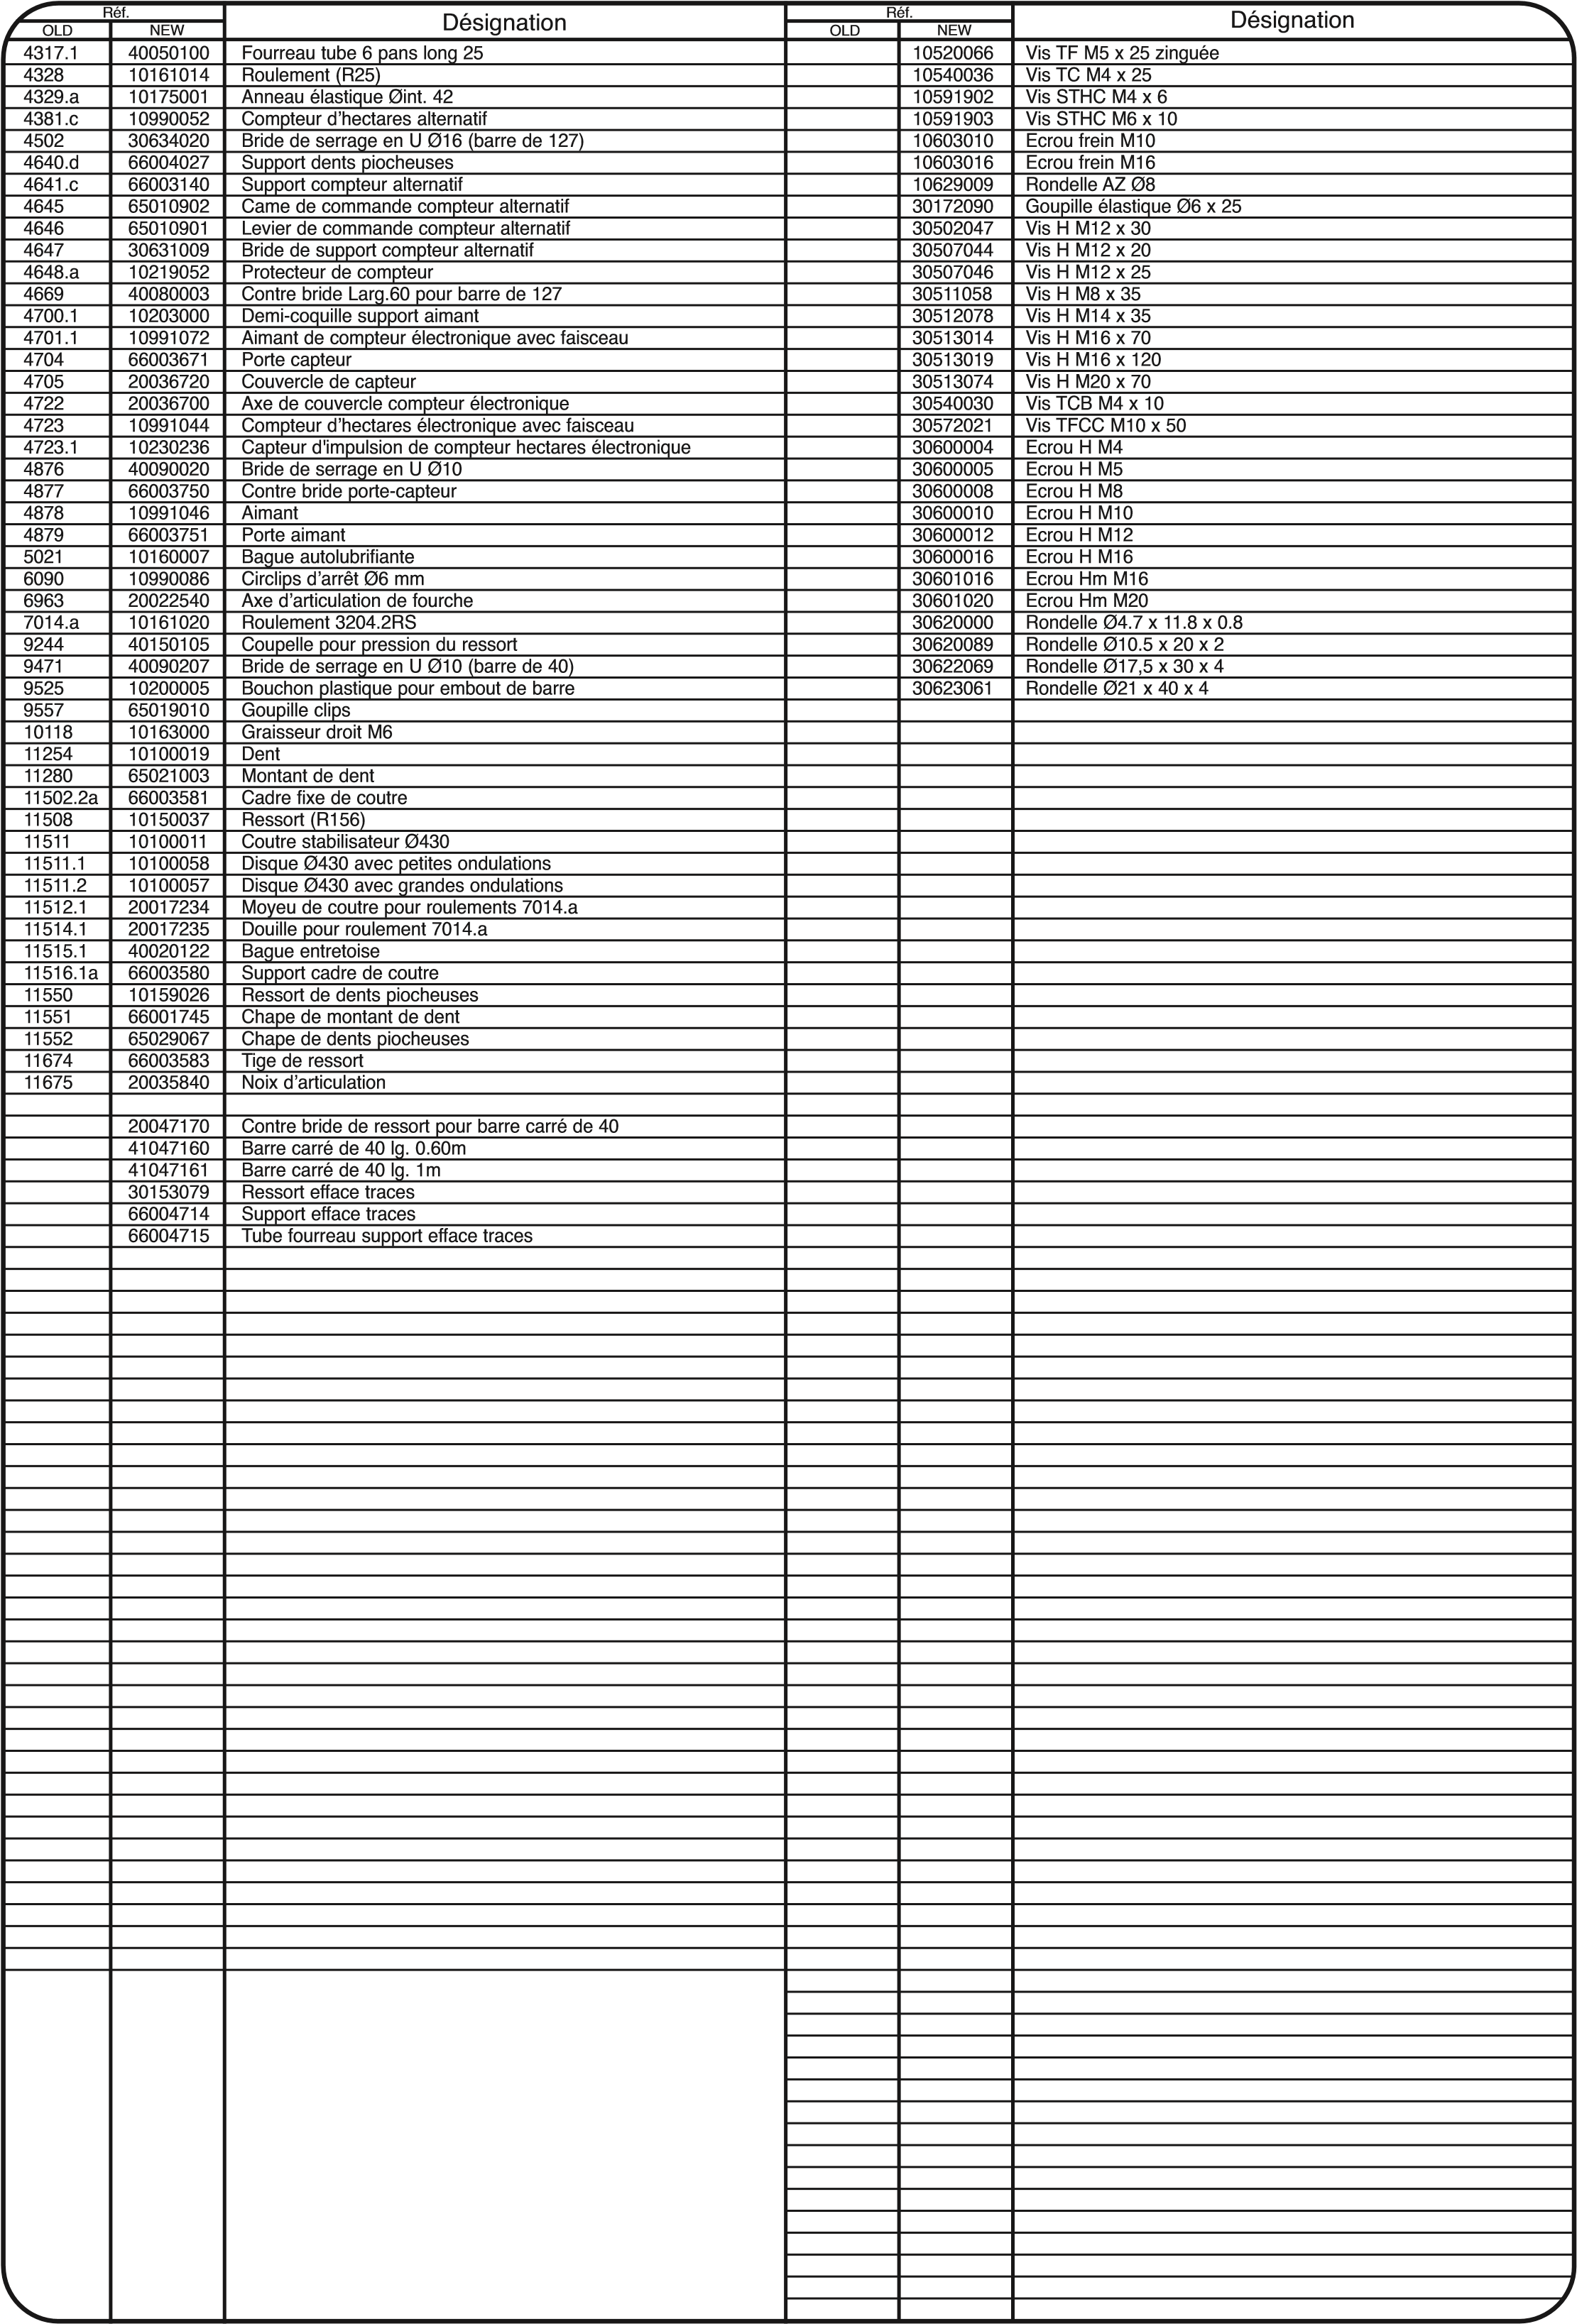 Réf.
OLD NEW Désignation
4317.1 40050100 Fourreau tube 6 pans long 25
4328 10161014 Roulement (R25)
4329.a 10175001 Anneau élastique Øint. 42
4381.c 10990052 Compteur d’hectares alternatif
4502 30634020 Bride de serrage en U Ø16 (barre de 127)
4640.d 66004027 Support dents piocheuses
4641.c 66003140 Support compteur alternatif
4645 65010902 Came de commande compteur alternatif
4646 65010901 Levier de commande compteur alternatif
4647 30631009 Bride de support compteur alternatif
4648.a 10219052 Protecteur de compteur
4669 40080003 Contre bride Larg.60 pour barre de 127
4700.1 10203000 Demi-coquille support aimant
4701.1 10991072 Aimant de compteur électronique avec faisceau
4704 66003671 Porte capteur
4705 20036720 Couvercle de capteur
4722 20036700 Axe de couvercle compteur électronique
4723 10991044 Compteur d’hectares électronique avec faisceau
4723.1 10230236 Capteur d'impulsion de compteur hectares électronique
4876 40090020 Bride de serrage en U Ø10
4877 66003750 Contre bride porte-capteur
4878 10991046 Aimant
4879 66003751 Porte aimant
5021 10160007 Bague autolubrifiante
6090 10990086 Circlips d’arrêt Ø6 mm
6963 20022540 Axe d’articulation de fourche
7014.a 10161020 Roulement 3204.2RS
9244 40150105 Coupelle pour pression du ressort
9471 40090207 Bride de serrage en U Ø10 (barre de 40)
9525 10200005 Bouchon plastique pour embout de barre
9557 65019010 Goupille clips
10118 10163000 Graisseur droit M6
11254 10100019 Dent
11280 65021003 Montant de dent
11502.2a 66003581 Cadre fixe de coutre
11508 10150037 Ressort (R156)
11511 10100011 Coutre stabilisateur Ø430
11511.1 10100058 Disque Ø430 avec petites ondulations
11511.2 10100057 Disque Ø430 avec grandes ondulations
11512.1 20017234 Moyeu de coutre pour roulements 7014.a
11514.1 20017235 Douille pour roulement 7014.a
11515.1 40020122 Bague entretoise
11516.1a 66003580 Support cadre de coutre
11550 10159026 Ressort de dents piocheuses
11551 66001745 Chape de montant de dent
11552 65029067 Chape de dents piocheuses
11674 66003583 Tige de ressort
11675 20035840 Noix d’articulation
20047170 Contre bride de ressort pour barre carré de 40
41047160 Barre carré de 40 lg. 0.60m
41047161 Barre carré de 40 lg. 1m
30153079 Ressort efface traces
66004714 Support efface traces
66004715 Tube fourreau support efface traces
Réf.
OLD NEW Désignation
10520066 Vis TF M5 x 25 zinguée
10540036 Vis TC M4 x 25
10591902 Vis STHC M4 x 6
10591903 Vis STHC M6 x 10
10603010 Ecrou frein M10
10603016 Ecrou frein M16
10629009 Rondelle AZ Ø8
30172090 Goupille élastique Ø6 x 25
30502047 Vis H M12 x 30
30507044 Vis H M12 x 20
30507046 Vis H M12 x 25
30511058 Vis H M8 x 35
30512078 Vis H M14 x 35
30513014 Vis H M16 x 70
30513019 Vis H M16 x 120
30513074 Vis H M20 x 70
30540030 Vis TCB M4 x 10
30572021 Vis TFCC M10 x 50
30600004 Ecrou H M4
30600005 Ecrou H M5
30600008 Ecrou H M8
30600010 Ecrou H M10
30600012 Ecrou H M12
30600016 Ecrou H M16
30601016 Ecrou Hm M16
30601020 Ecrou Hm M20
30620000 Rondelle Ø4.7 x 11.8 x 0.8
30620089 Rondelle Ø10.5 x 20 x 2
30622069 Rondelle Ø17,5 x 30 x 4
30623061 Rondelle Ø21 x 40 x 4